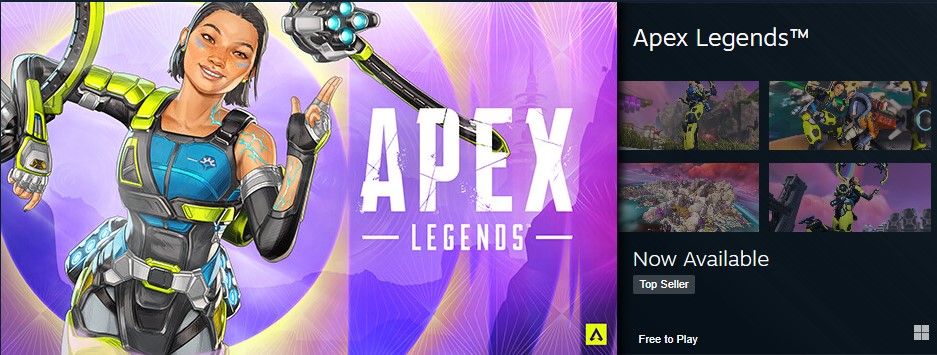 APEX
LEGENDS
Apex Legends™
Now Available
Top Seller
Free to Play